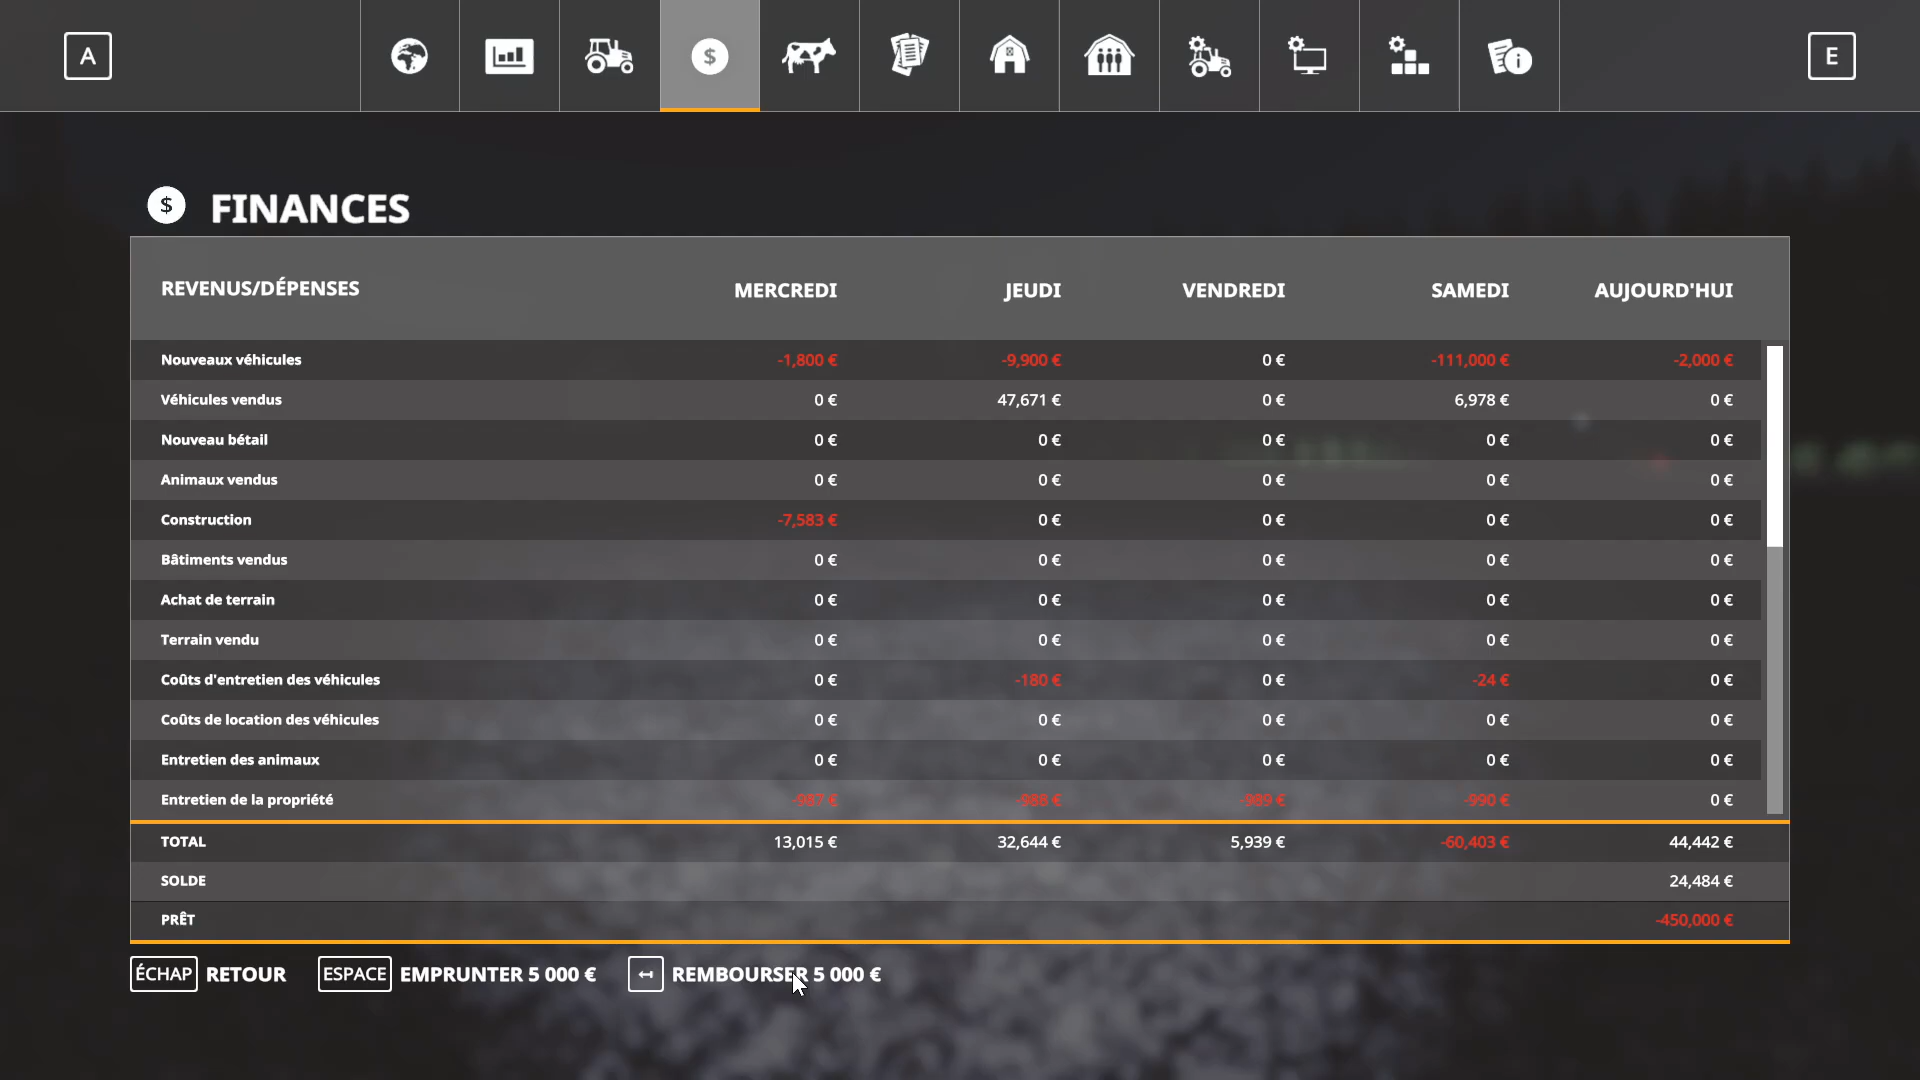 A
$
E
$ FINANCES
REVENUS/DÉPENSES MERCREDI JEUDI VENDREDI SAMEDI AUJOURD'HUI
Nouveaux véhicules -1,800 € -9,900 € 0 € -111,000 € -2,000 €
Véhicules vendus 0 € 47,671 € 0 € 6,978 € 0 €
Nouveau bétail 0 € 0 € 0 € 0 € 0 €
Animaux vendus 0 € 0 € 0 € 0 € 0 €
Construction -7,583 € 0 € 0 € 0 € 0 €
Bâtiments vendus 0 € 0 € 0 € 0 € 0 €
Achat de terrain 0 € 0 € 0 € 0 € 0 €
Terrain vendu 0 € 0 € 0 € 0 € 0 €
Coûts d'entretien des véhicules 0 € -180 € 0 € -24 € 0 €
Coûts de location des véhicules 0 € 0 € 0 € 0 € 0 €
Entretien des animaux 0 € 0 € 0 € 0 € 0 €
Entretien de la propriété -987 € -988 € -989 € -990 € 0 €
TOTAL 13,015 € 32,644 € 5,939 € -60,403 € 44,442 €
SOLDE 24,484 €
PRÊT -450,000 €
ÉCHAP RETOUR ESPACE EMPRUNTER 5 000 € ↤ REMBOURSER 5 000 €